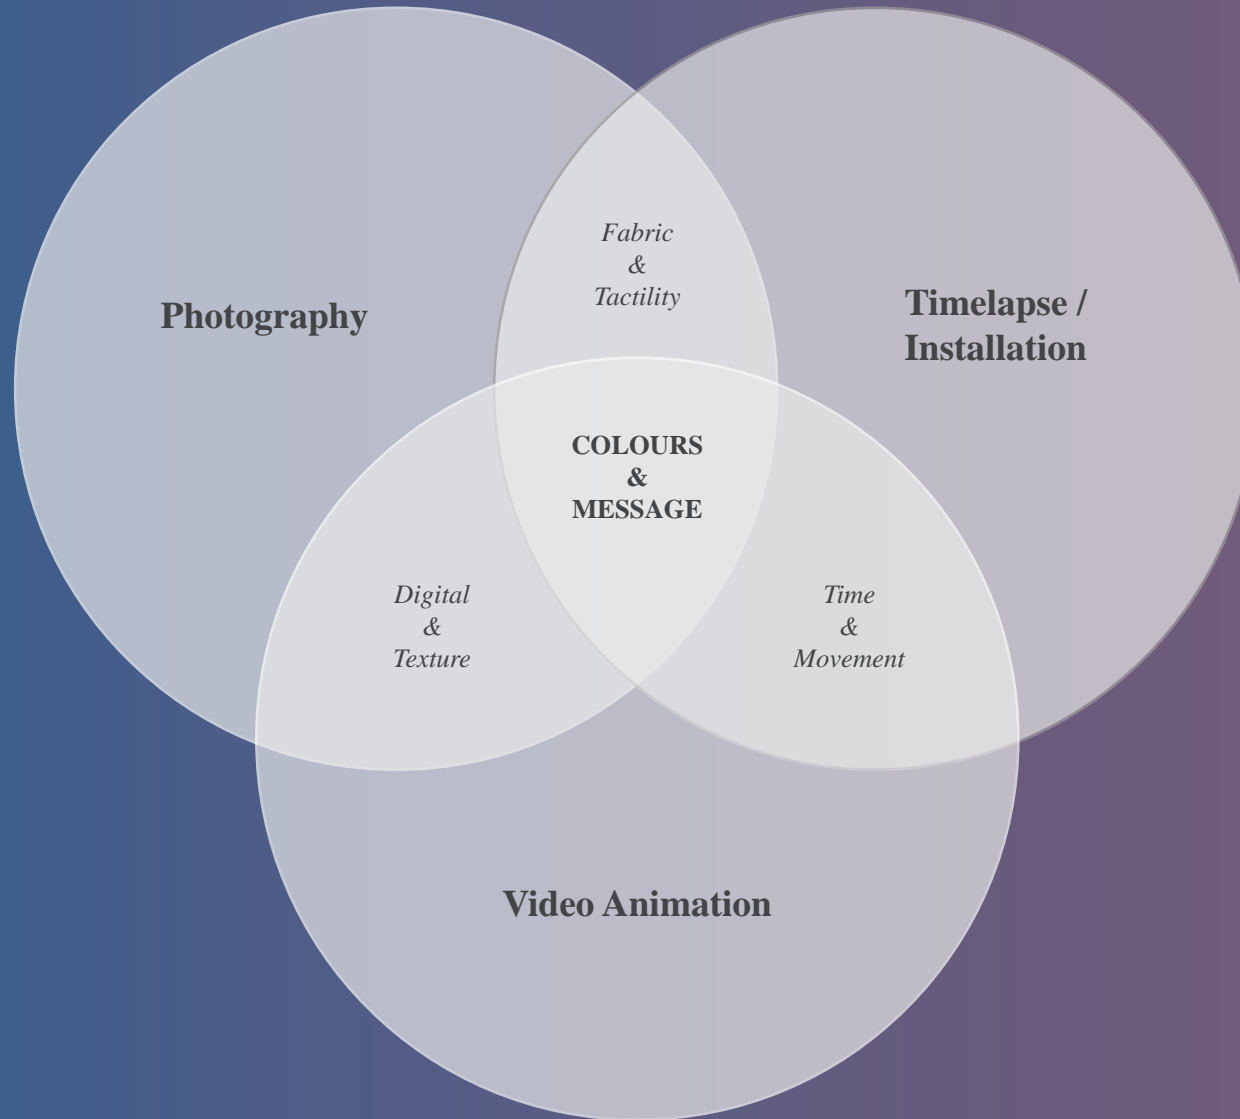 Fabric
&
Tactility
Photography
Timelapse /
Installation
COLOURS
&
MESSAGE
Digital
&
Texture
Time
&
Movement
Video Animation